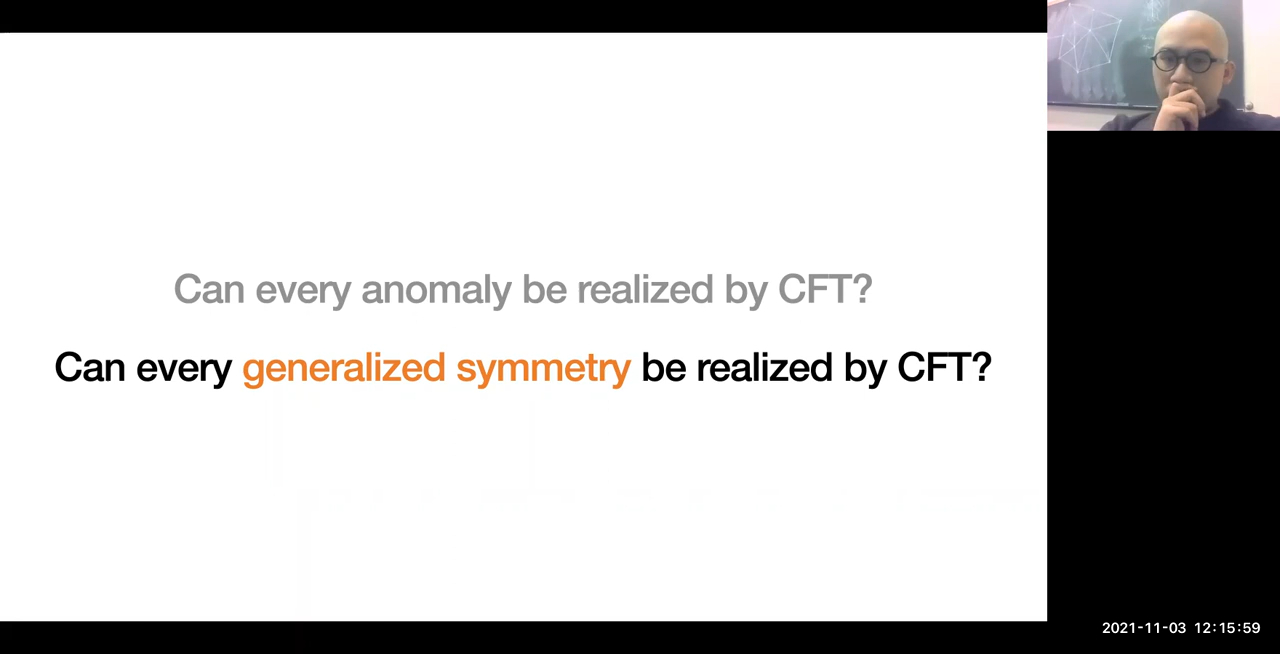 Can every anomaly be realized by CFT?
Can every generalized symmetry be realized by CFT?
2021-11-03 12:15:59